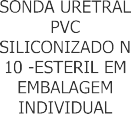 SONDA URETRAL
PVC
SILICONIZADO N
10 -ESTERIL EM
EMBALAGEM
INDIVIDUAL